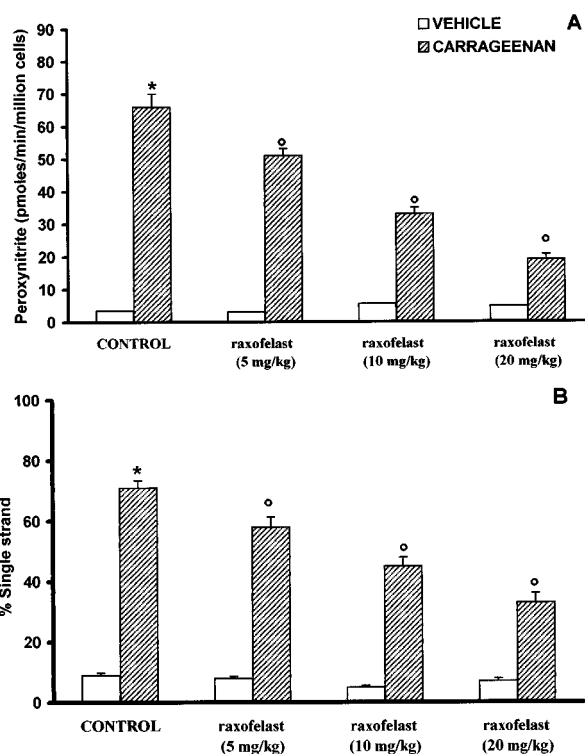 VEHICLE
CARRAGEENAN
A
Peroxynitrite (pmoles/min/million cells)
90
80
70
60
50
40
30
20
10
0
*
°
°
°
CONTROL
raxofelast
(5 mg/kg)
raxofelast
(10 mg/kg)
raxofelast
(20 mg/kg)
B
% Single strand
100
80
60
40
20
0
*
°
°
°
CONTROL
raxofelast
(5 mg/kg)
raxofelast
(10 mg/kg)
raxofelast
(20 mg/kg)